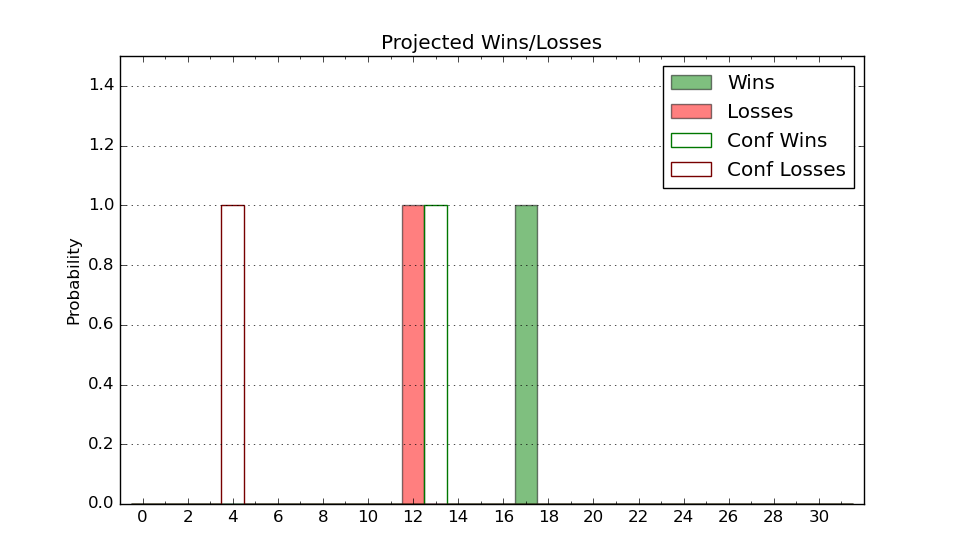 Projected Wins/Losses
1.4
1.2
1.0
0.8
0.6
0.4
0.2
0.0
Probability
Wins
Losses
Conf Wins
Conf Losses
0 2 4 6 8 10 12 14 16 18 20 22 24 26 28 30